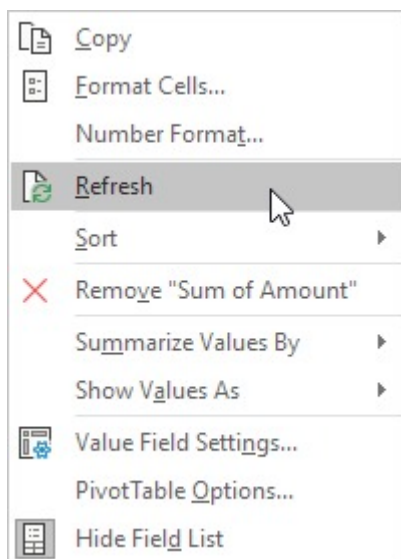 Copy
Format Cells...
Number Format...
Refresh
Sort
Remove "Sum of Amount"
Summarize Values By
Show Values As
Value Field Settings...
PivotTable Options...
Hide Field List